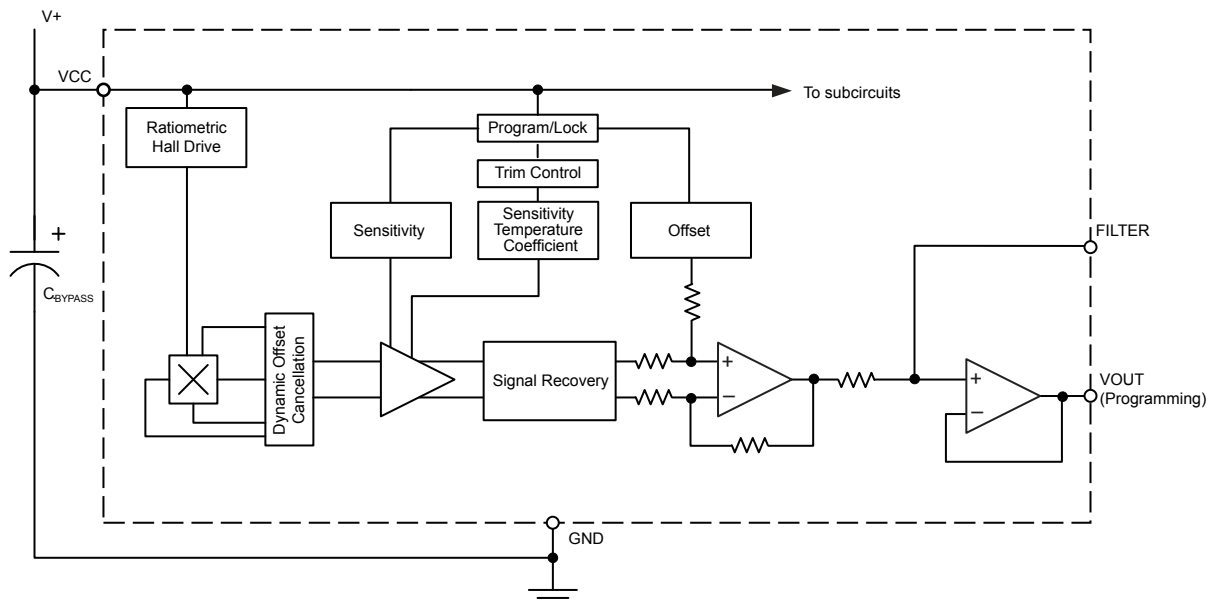 V+
VCC
To subcircuits
Ratiometric
Hall Drive
Program/Lock
Trim Control
Sensitivity
Sensitivity
Temperature
Coefficient
Offset
FILTER
+
CBYPASS
Dynamic Offset
Cancellation
Signal Recovery
+
–
+
–
VOUT
(Programming)
GND